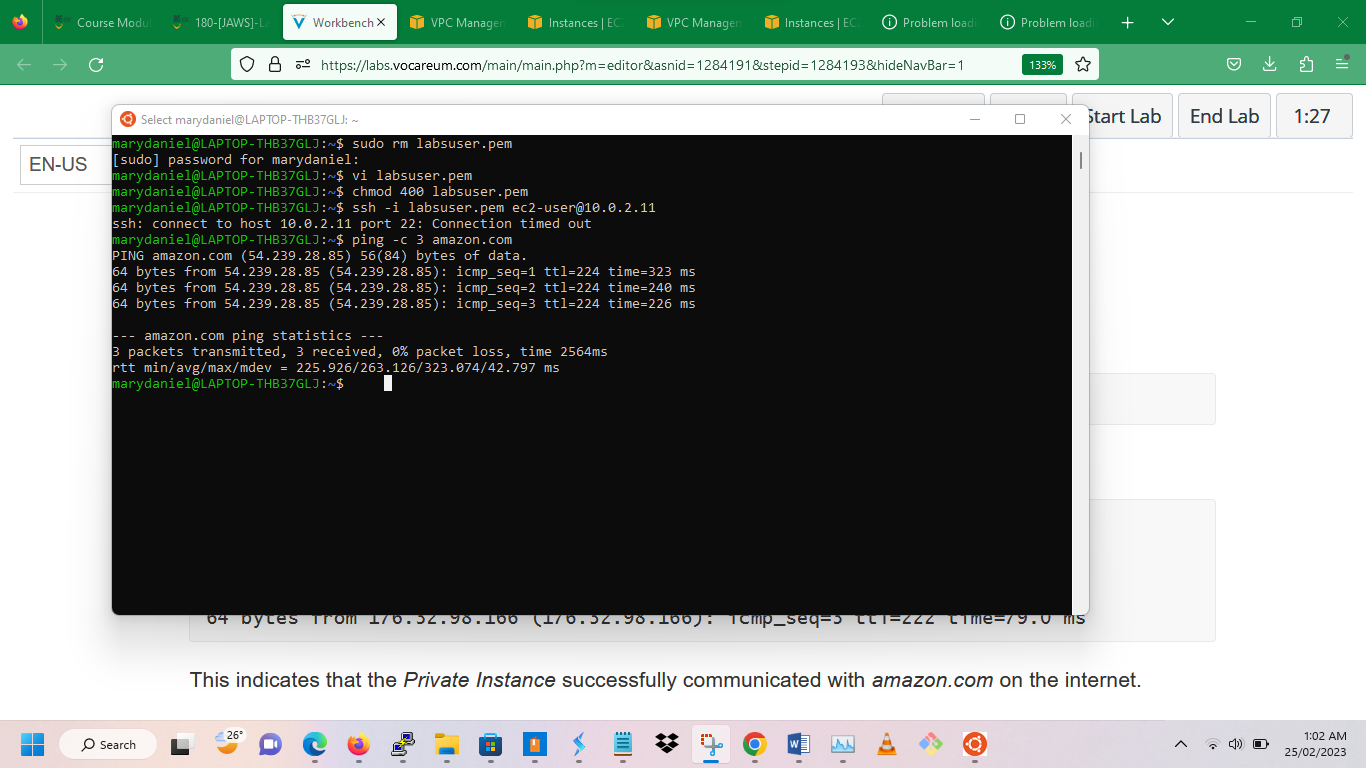 Course Modu
180-[JAWS]-La
Workbench
VPC Managem
Instances | EC2
VPC Managem
Instances | EC2
Problem loadi
Problem loadi
https://labs.vocareum.com/main/main.php?m=editor&asnid=1284191&stepid=1284193&hideNavBar=1
133%
Start Lab
End Lab
1:27
EN-US
Select marydaniel@LAPTOP-THB37GLJ: ~
marydaniel@LAPTOP-THB37GLJ:~$ sudo rm labsuser.pem
[sudo] password for marydaniel:
marydaniel@LAPTOP-THB37GLJ:~$ vi labsuser.pem
marydaniel@LAPTOP-THB37GLJ:~$ chmod 400 labsuser.pem
marydaniel@LAPTOP-THB37GLJ:~$ ssh -i labsuser.pem ec2-user@10.0.2.11
ssh: connect to host 10.0.2.11 port 22: Connection timed out
marydaniel@LAPTOP-THB37GLJ:~$ ping -c 3 amazon.com
PING amazon.com (54.239.28.85) 56(84) bytes of data.
64 bytes from 54.239.28.85 (54.239.28.85): icmp_seq=1 ttl=224 time=323 ms
64 bytes from 54.239.28.85 (54.239.28.85): icmp_seq=2 ttl=224 time=240 ms
64 bytes from 54.239.28.85 (54.239.28.85): icmp_seq=3 ttl=224 time=226 ms
--- amazon.com ping statistics ---
3 packets transmitted, 3 received, 0% packet loss, time 2564ms
rtt min/avg/max/mdev = 225.926/263.126/323.074/42.797 ms
marydaniel@LAPTOP-THB37GLJ:~$
64 bytes from 176.32.98.166 (176.32.98.166): icmp_seq=3 ttl=222 time=79.0 ms
This indicates that the Private Instance successfully communicated with amazon.com on the internet.
26°
Search
1:02 AM
25/02/2023